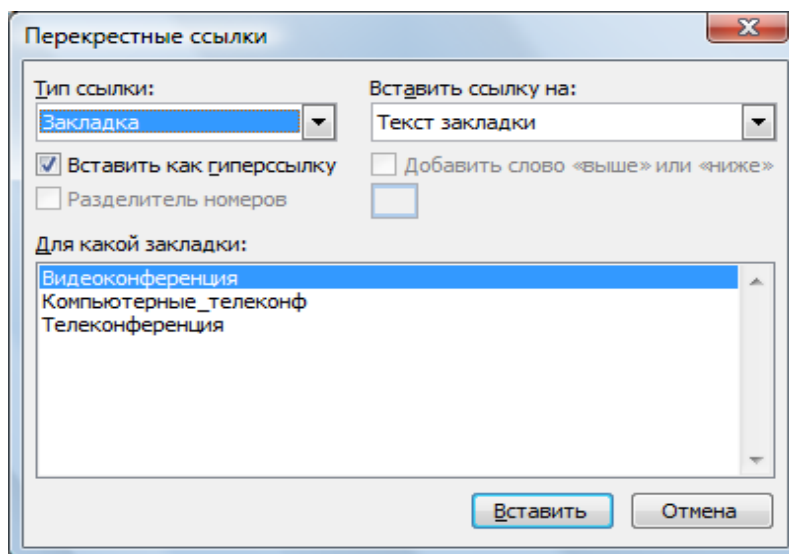 Перекрестные ссылки
Тип ссылки:
Вставить ссылку на:
Закладка
Текст закладки
Вставить как гиперссылку
Добавить слово «выше» или «ниже»
Разделитель номеров
Для какой закладки:
Видеоконференция
Компьютерные_телеконф
Телеконференция
Вставить
Отмена